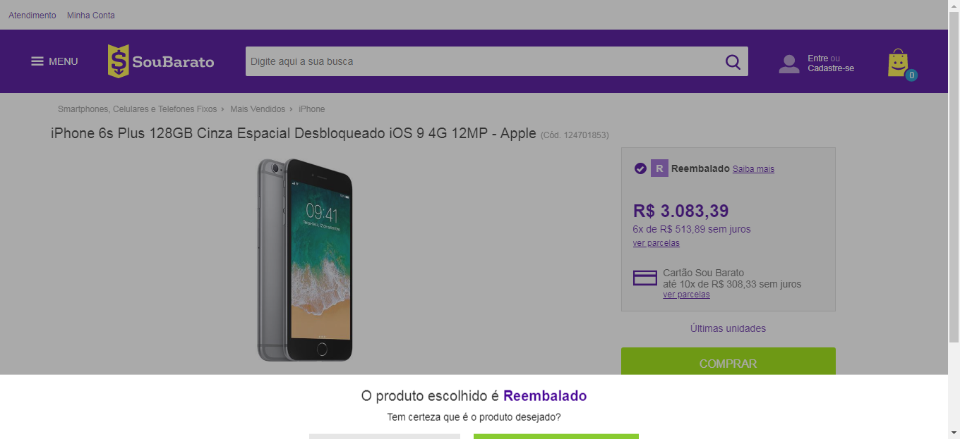 Atendimento Minha Conta
MENU
SouBarato
Digite aqui a sua busca
Entre ou
Cadastre-se
0
Smartphones, Celulares e Telefones Fixos Mais Vendidos iPhone
iPhone 6s Plus 128GB Cinza Espacial Desbloqueado iOS 9 4G 12MP - Apple (Cód. 124701853)
09:41
R Reembalado Saiba mais
R$ 3.083,39
6x de R$ 513,89 sem juros
ver parcelas
Cartão Sou Barato
até 10x de R$ 308,33 sem juros
ver parcelas
Últimas unidades
COMPRAR
O produto escolhido é Reembalado
Tem certeza que é o produto desejado?